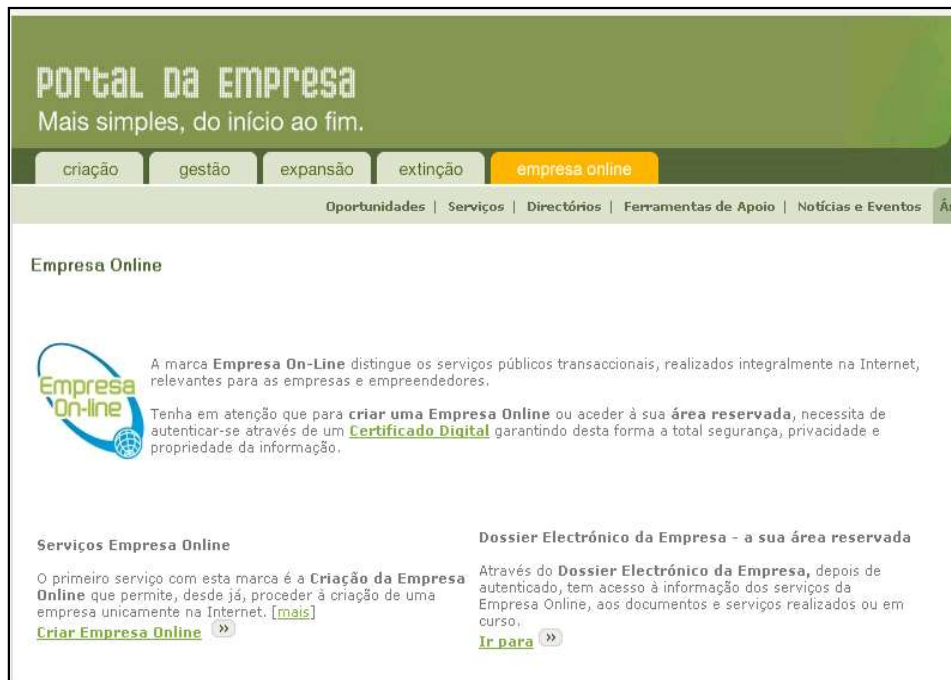 Portal da Empresa
Mais simples, do início ao fim.
criação gestão expansão extinção empresa online
Oportunidades | Serviços | Directórios | Ferramentas de Apoio | Notícias e Eventos
Empresa Online
Empresa
On-line
A marca Empresa On-Line distingue os serviços públicos transaccionais, realizados integralmente na Internet,
relevantes para as empresas e empreendedores.
Tenha em atenção que para criar uma Empresa Online ou aceder à sua área reservada, necessita de
autenticar-se através de um Certificado Digital garantindo desta forma a total segurança, privacidade e
propriedade da informação.
Serviços Empresa Online
O primeiro serviço com esta marca é a Criação da Empresa
Online que permite, desde já, proceder à criação de uma
empresa unicamente na Internet. [mais]
Criar Empresa Online »
Dossier Electrónico da Empresa - a sua área reservada
Através do Dossier Electrónico da Empresa, depois de
autenticado, tem acesso à informação dos serviços da
Empresa Online, aos documentos e serviços realizados ou em
curso.
Ir para »